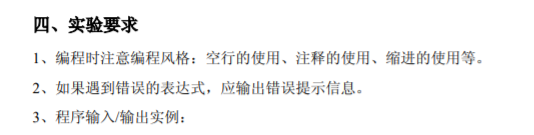 四、实验要求
1、编程时注意编程风格：空行的使用、注释的使用、缩进的使用等。
2、如果遇到错误的表达式，应输出错误提示信息。
3、程序输入/输出实例：